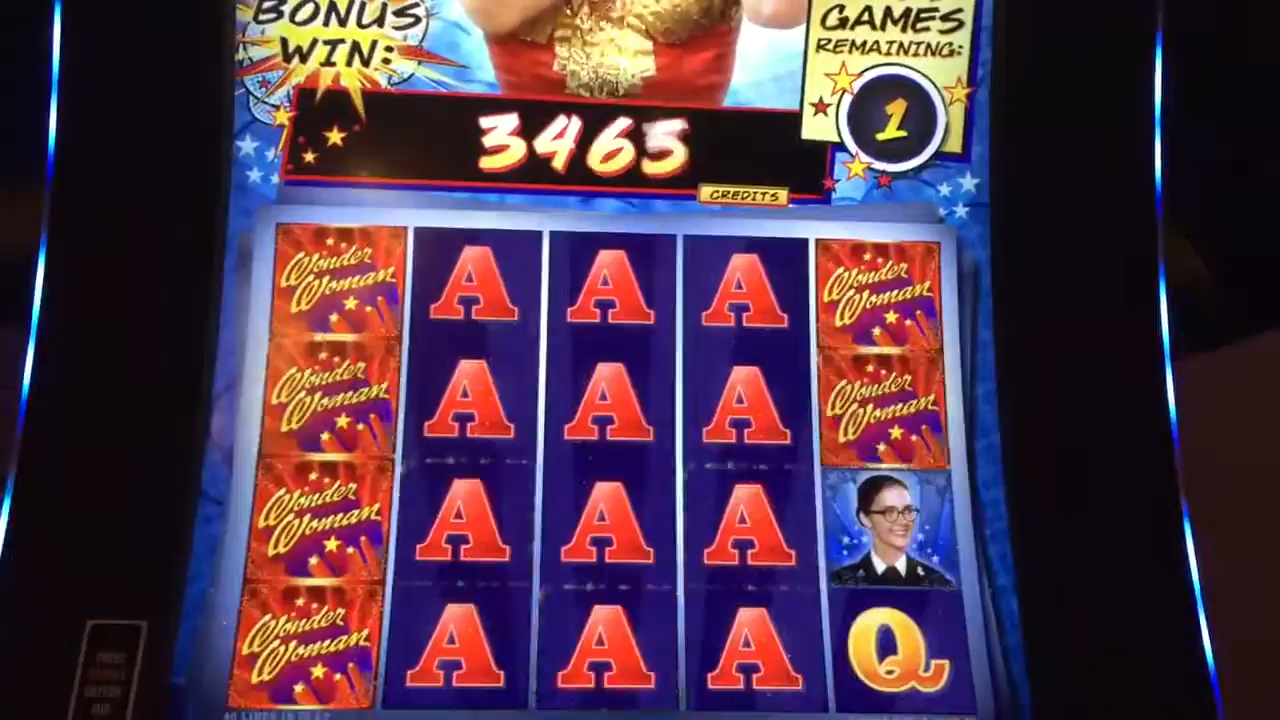 BONUS
WIN:
GAMES
REMAINING:
1
3465
CREDITS
Wonder Woman A A A Wonder Woman
Wonder Woman A A A Wonder Woman
Wonder Woman A A A
Wonder Woman A A A Q